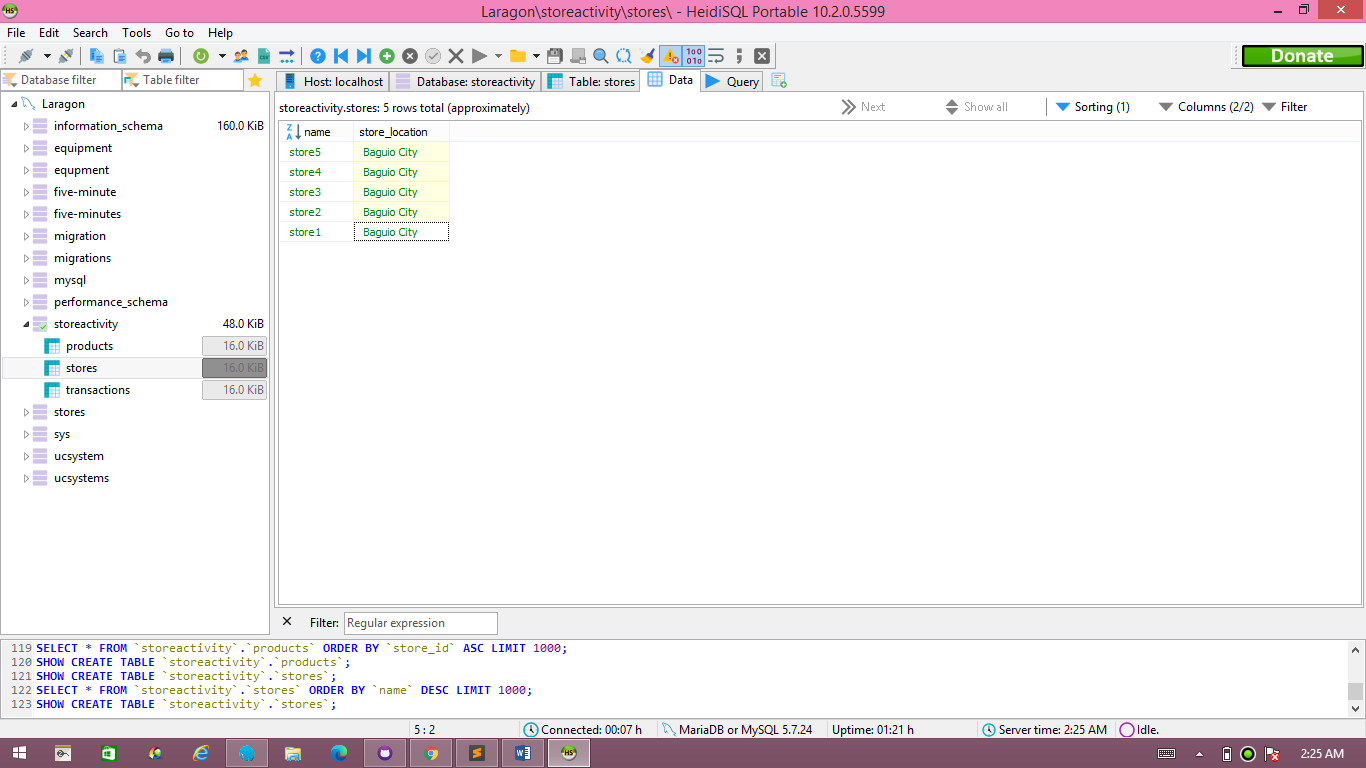 Laragon\storeactivity\stores\ - HeidiSQL Portable 10.2.0.5599
File Edit Search Tools Go to Help
Donate
Database filter Table filter
Host: localhost Database: storeactivity Table: stores Data Query
storeactivity.stores: 5 rows total (approximately) Next Show all Sorting (1) Columns (2/2) Filter
Laragon
information_schema 160.0 KiB
equipment
equpment
five-minute
five-minutes
migration
migrations
mysql
performance_schema
storeactivity 48.0 KiB
products 16.0 KiB
stores 16.0 KiB
transactions 16.0 KiB
stores
sys
ucsystem
ucsystems
name store_location
store5 Baguio City
store4 Baguio City
store3 Baguio City
store2 Baguio City
store1 Baguio City
Filter: Regular expression
119 SELECT * FROM `storeactivity`.`products` ORDER BY `store_id` ASC LIMIT 1000;
120 SHOW CREATE TABLE `storeactivity`.`products`;
121 SHOW CREATE TABLE `storeactivity`.`stores`;
122 SELECT * FROM `storeactivity`.`stores` ORDER BY `name` DESC LIMIT 1000;
123 SHOW CREATE TABLE `storeactivity`.`stores`;
5 : 2 Connected: 00:07 h MariaDB or MySQL 5.7.24 Uptime: 01:21 h Server time: 2:25 AM Idle.
2:25 AM